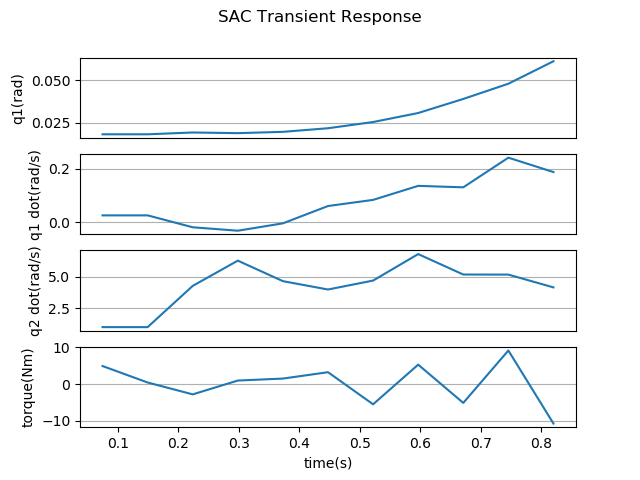 SAC Transient Response
q1(rad)
0.050
0.025
q1 dot(rad/s)
0.2
0.0
q2 dot(rad/s)
5.0
2.5
torque(Nm)
10
0
−10
0.1 0.2 0.3 0.4 0.5 0.6 0.7 0.8
time(s)